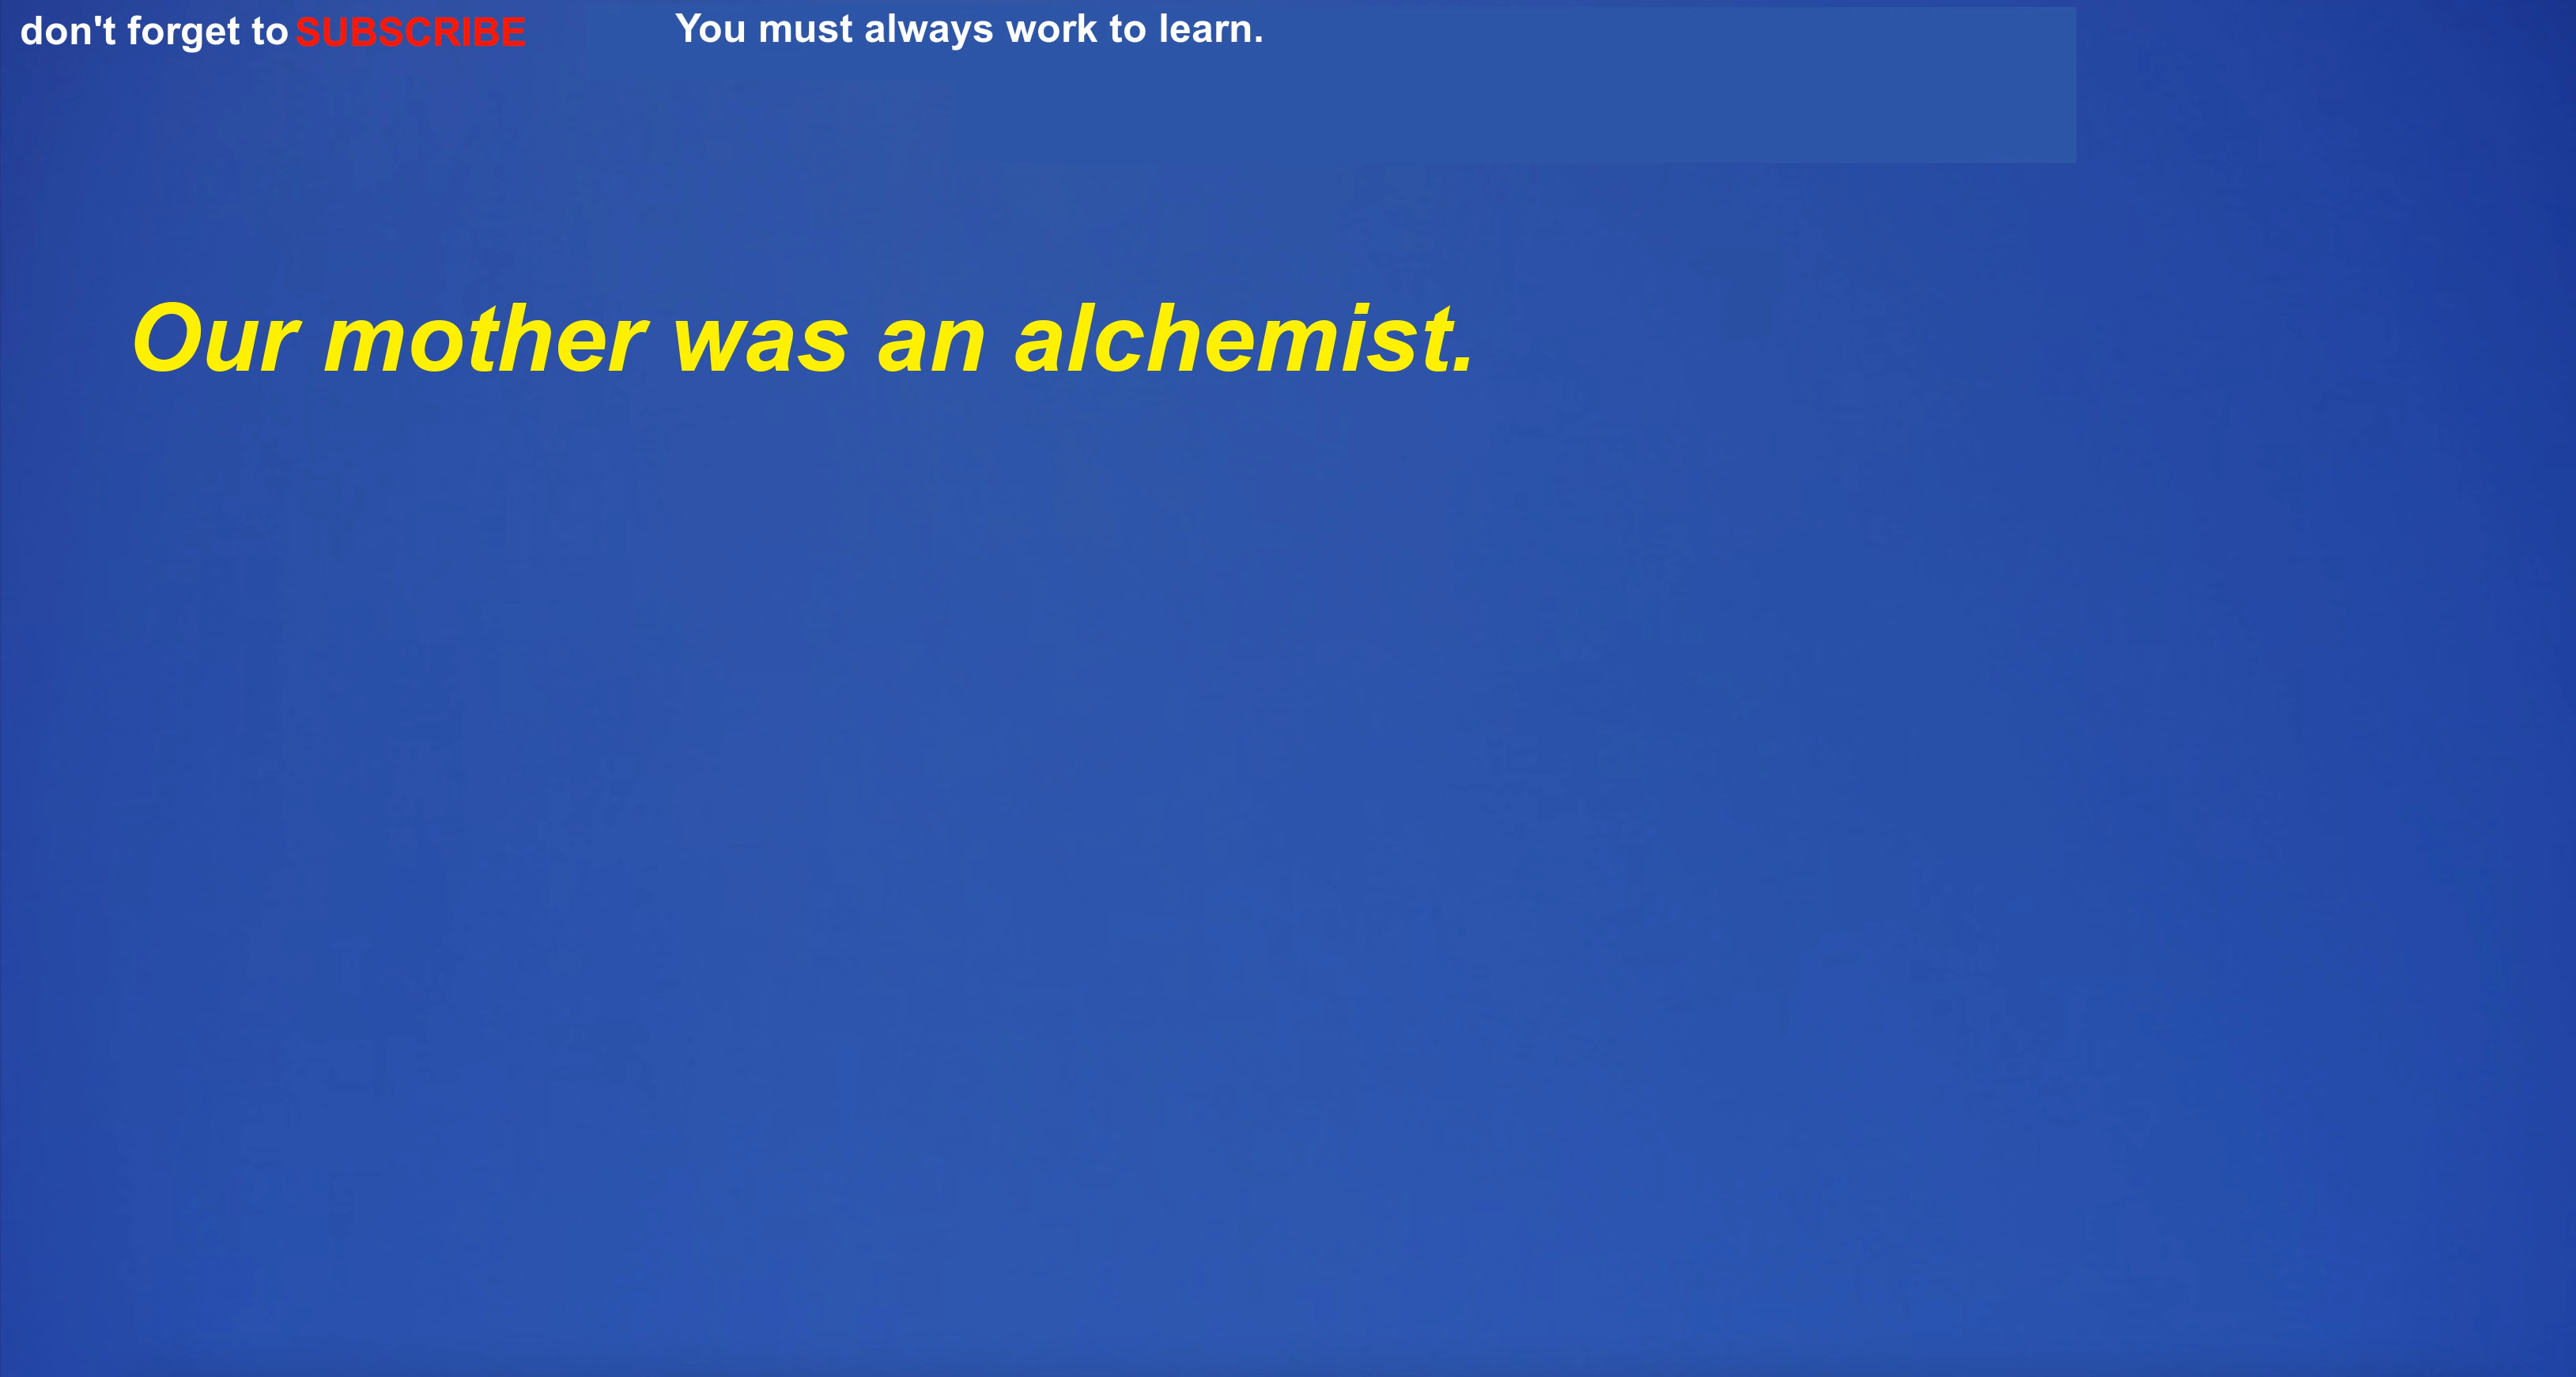 don't forget to SUBSCRIBE
You must always work to learn.
Our mother was an alchemist.